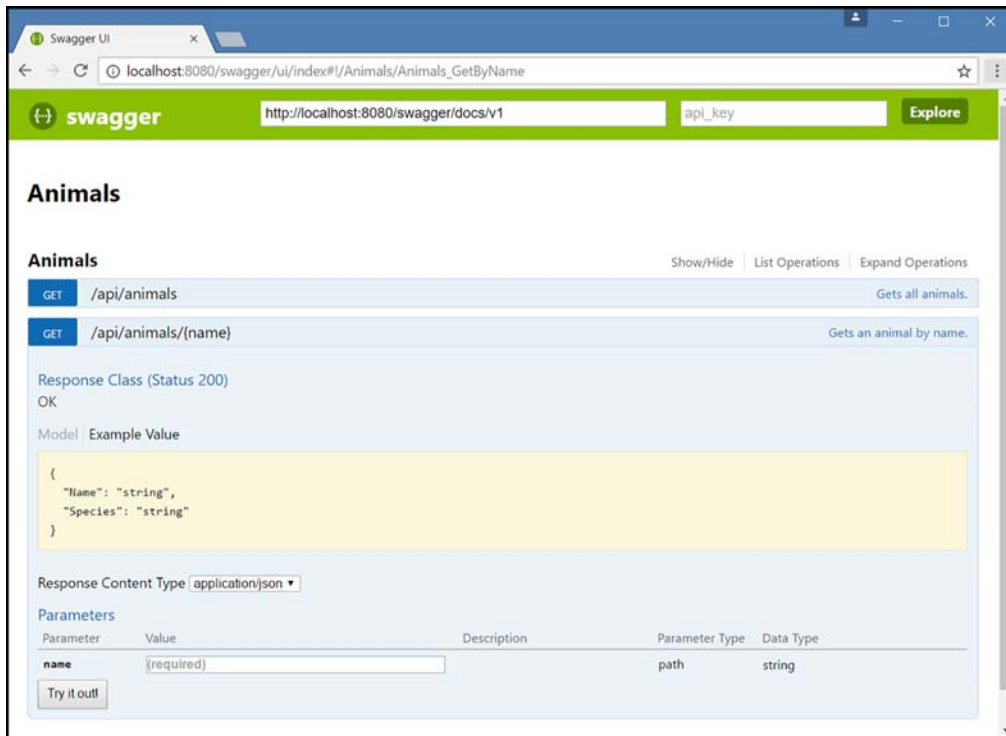 Swagger UI
localhost:8080/swagger/ui/index#!/Animals/Animals_GetByName
swagger http://localhost:8080/swagger/docs/v1 api_key Explore
Animals
Animals Show/Hide List Operations Expand Operations
GET /api/animals Gets all animals.
GET /api/animals/{name} Gets an animal by name.
Response Class (Status 200)
OK
Model Example Value
{
"Name": "string",
"Species": "string"
}
Response Content Type application/json
Parameters
Parameter Value Description Parameter Type Data Type
name (required) path string
Try it out!